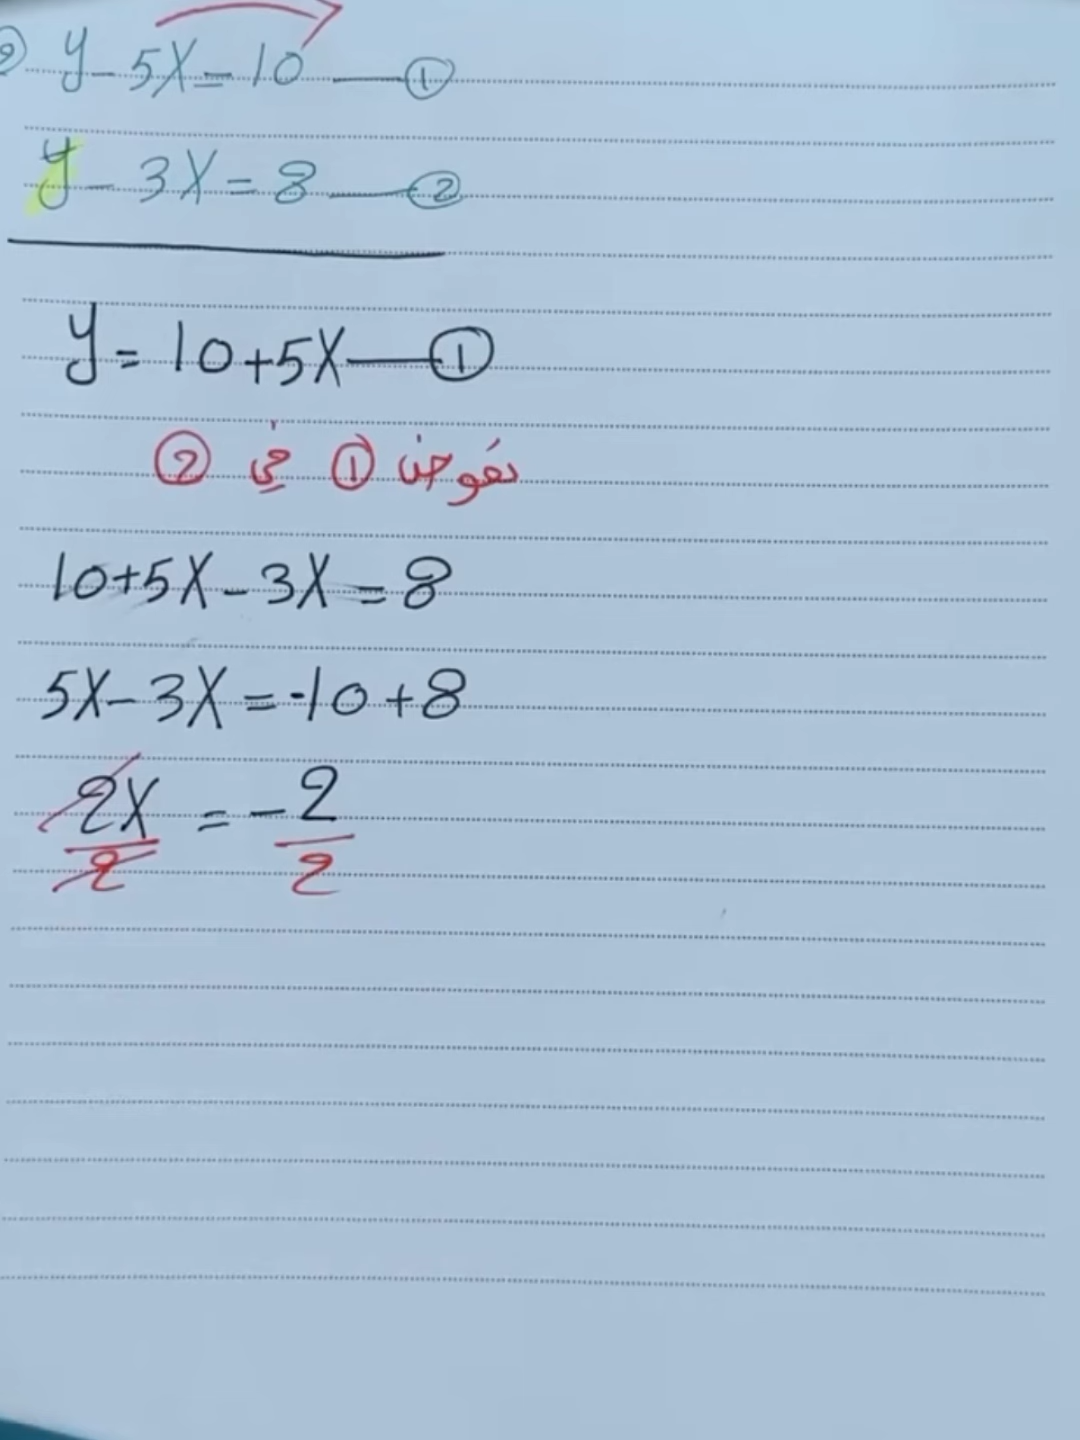 ② y - 5x = 10 — ①
y - 3x = 8 — ②
y = 10 + 5x — ①
نعوض ① في ②
10 + 5x - 3x = 8
5x - 3x = -10 + 8
2x/2 = -2/2